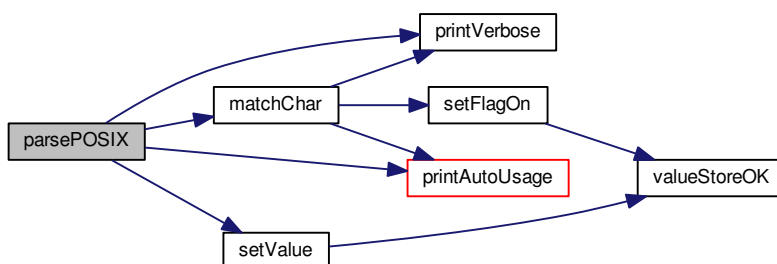 printVerbose
matchChar
setFlagOn
parsePOSIX
printAutoUsage
valueStoreOK
setValue